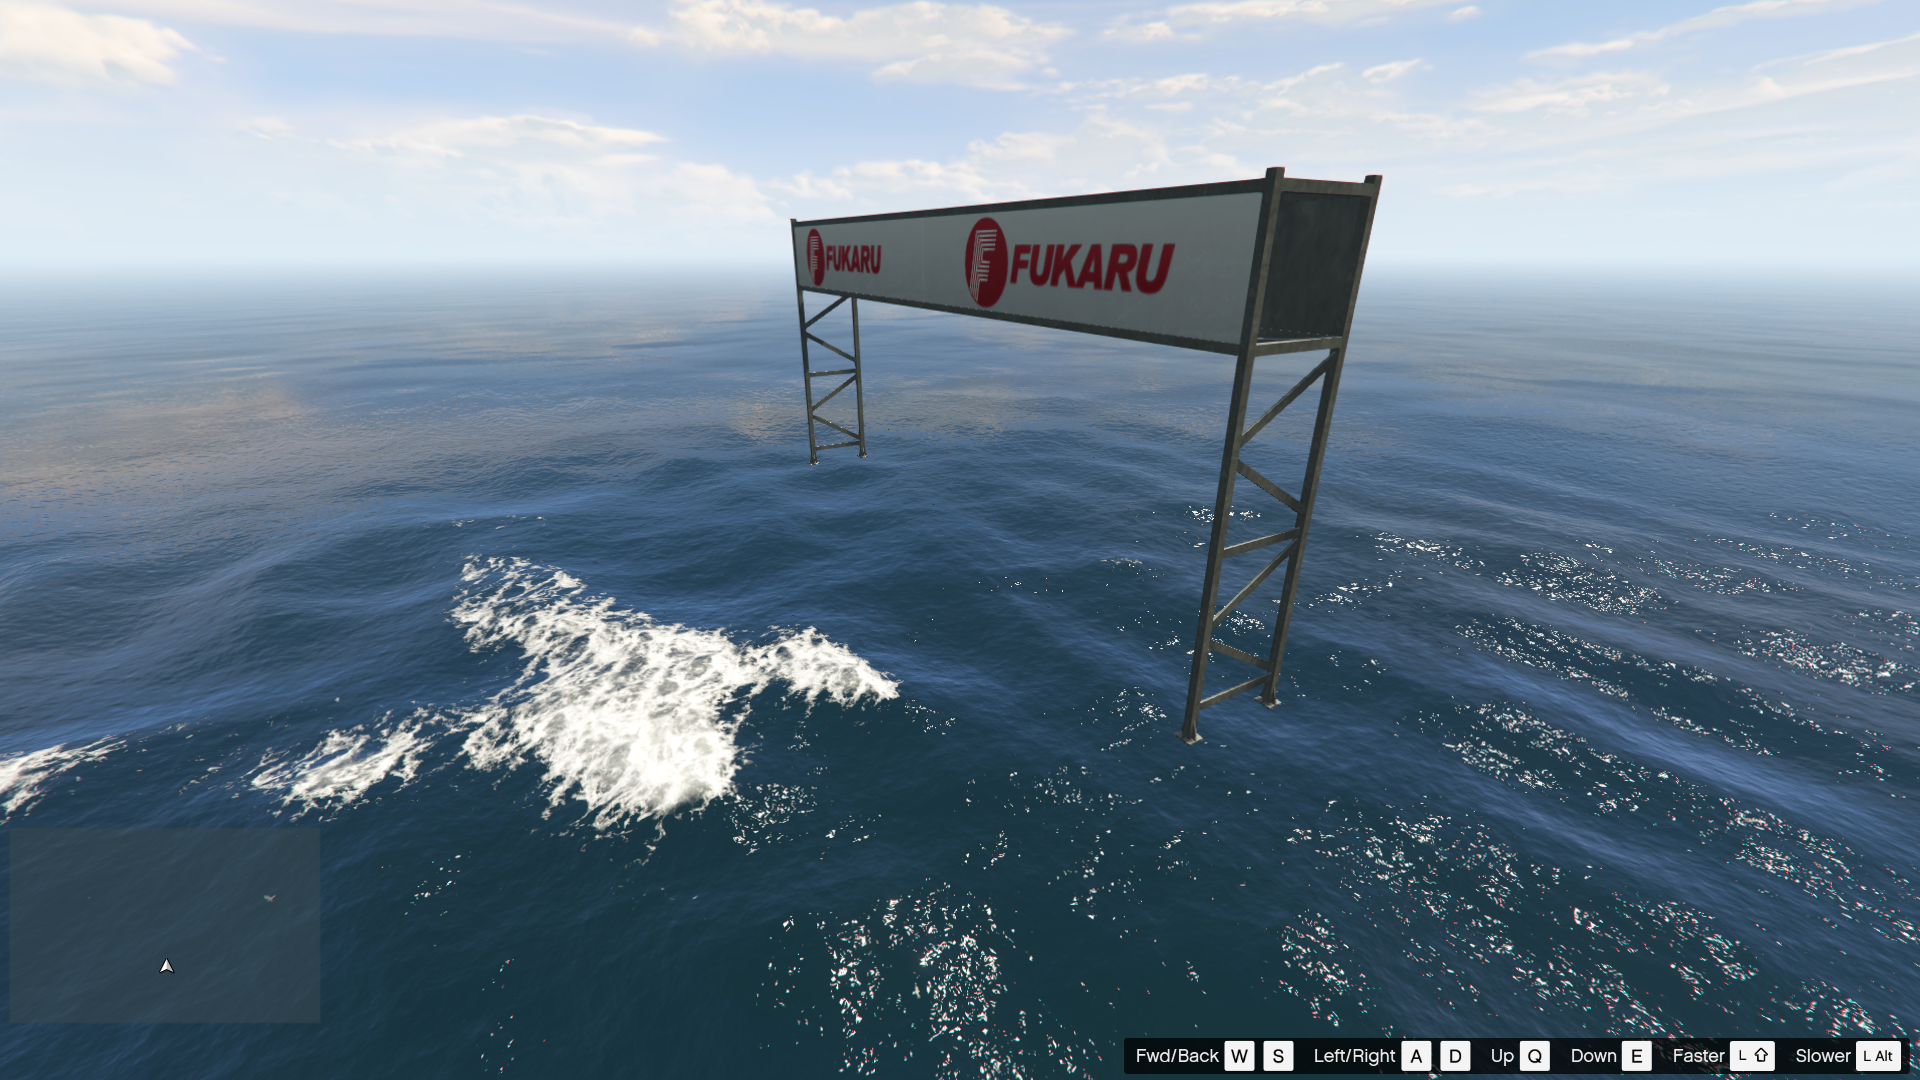 FUKARU FUKARU
Fwd/Back W S Left/Right A D Up Q Down E Faster L ⇧ Slower L Alt